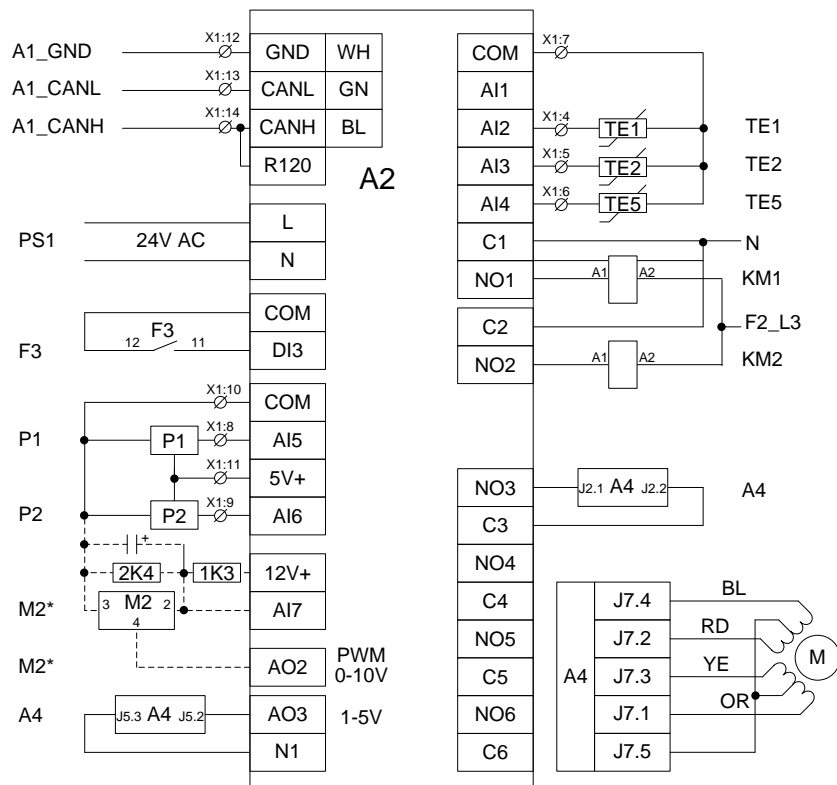 A1_GND X1:12 GND WH
A1_CANL X1:13 CANL GN
A1_CANH X1:14 CANH BL
R120
A2
PS1 24V AC L
N
COM
F3 12 F3 11 DI3
X1:10 COM
P1 P1 X1:8 AI5
X1:11 5V+
P2 P2 X1:9 AI6
+
2K4 1K3 12V+
M2* 3 M2 2 AI7
4
M2* AO2 PWM
0-10V
A4 J5.3 A4 J5.2 AO3 1-5V
N1
COM X1:7
AI1
AI2 X1:4 TE1 TE1
AI3 X1:5 TE2 TE2
AI4 X1:6 TE5 TE5
C1 N
NO1 A1 A2 KM1
C2 F2_L3
NO2 A1 A2 KM2
NO3 J2.1 A4 J2.2 A4
C3
NO4
C4
NO5
C5
NO6
C6
A4
J7.4 BL
J7.2 RD
J7.3 YE
J7.1 OR
J7.5
M